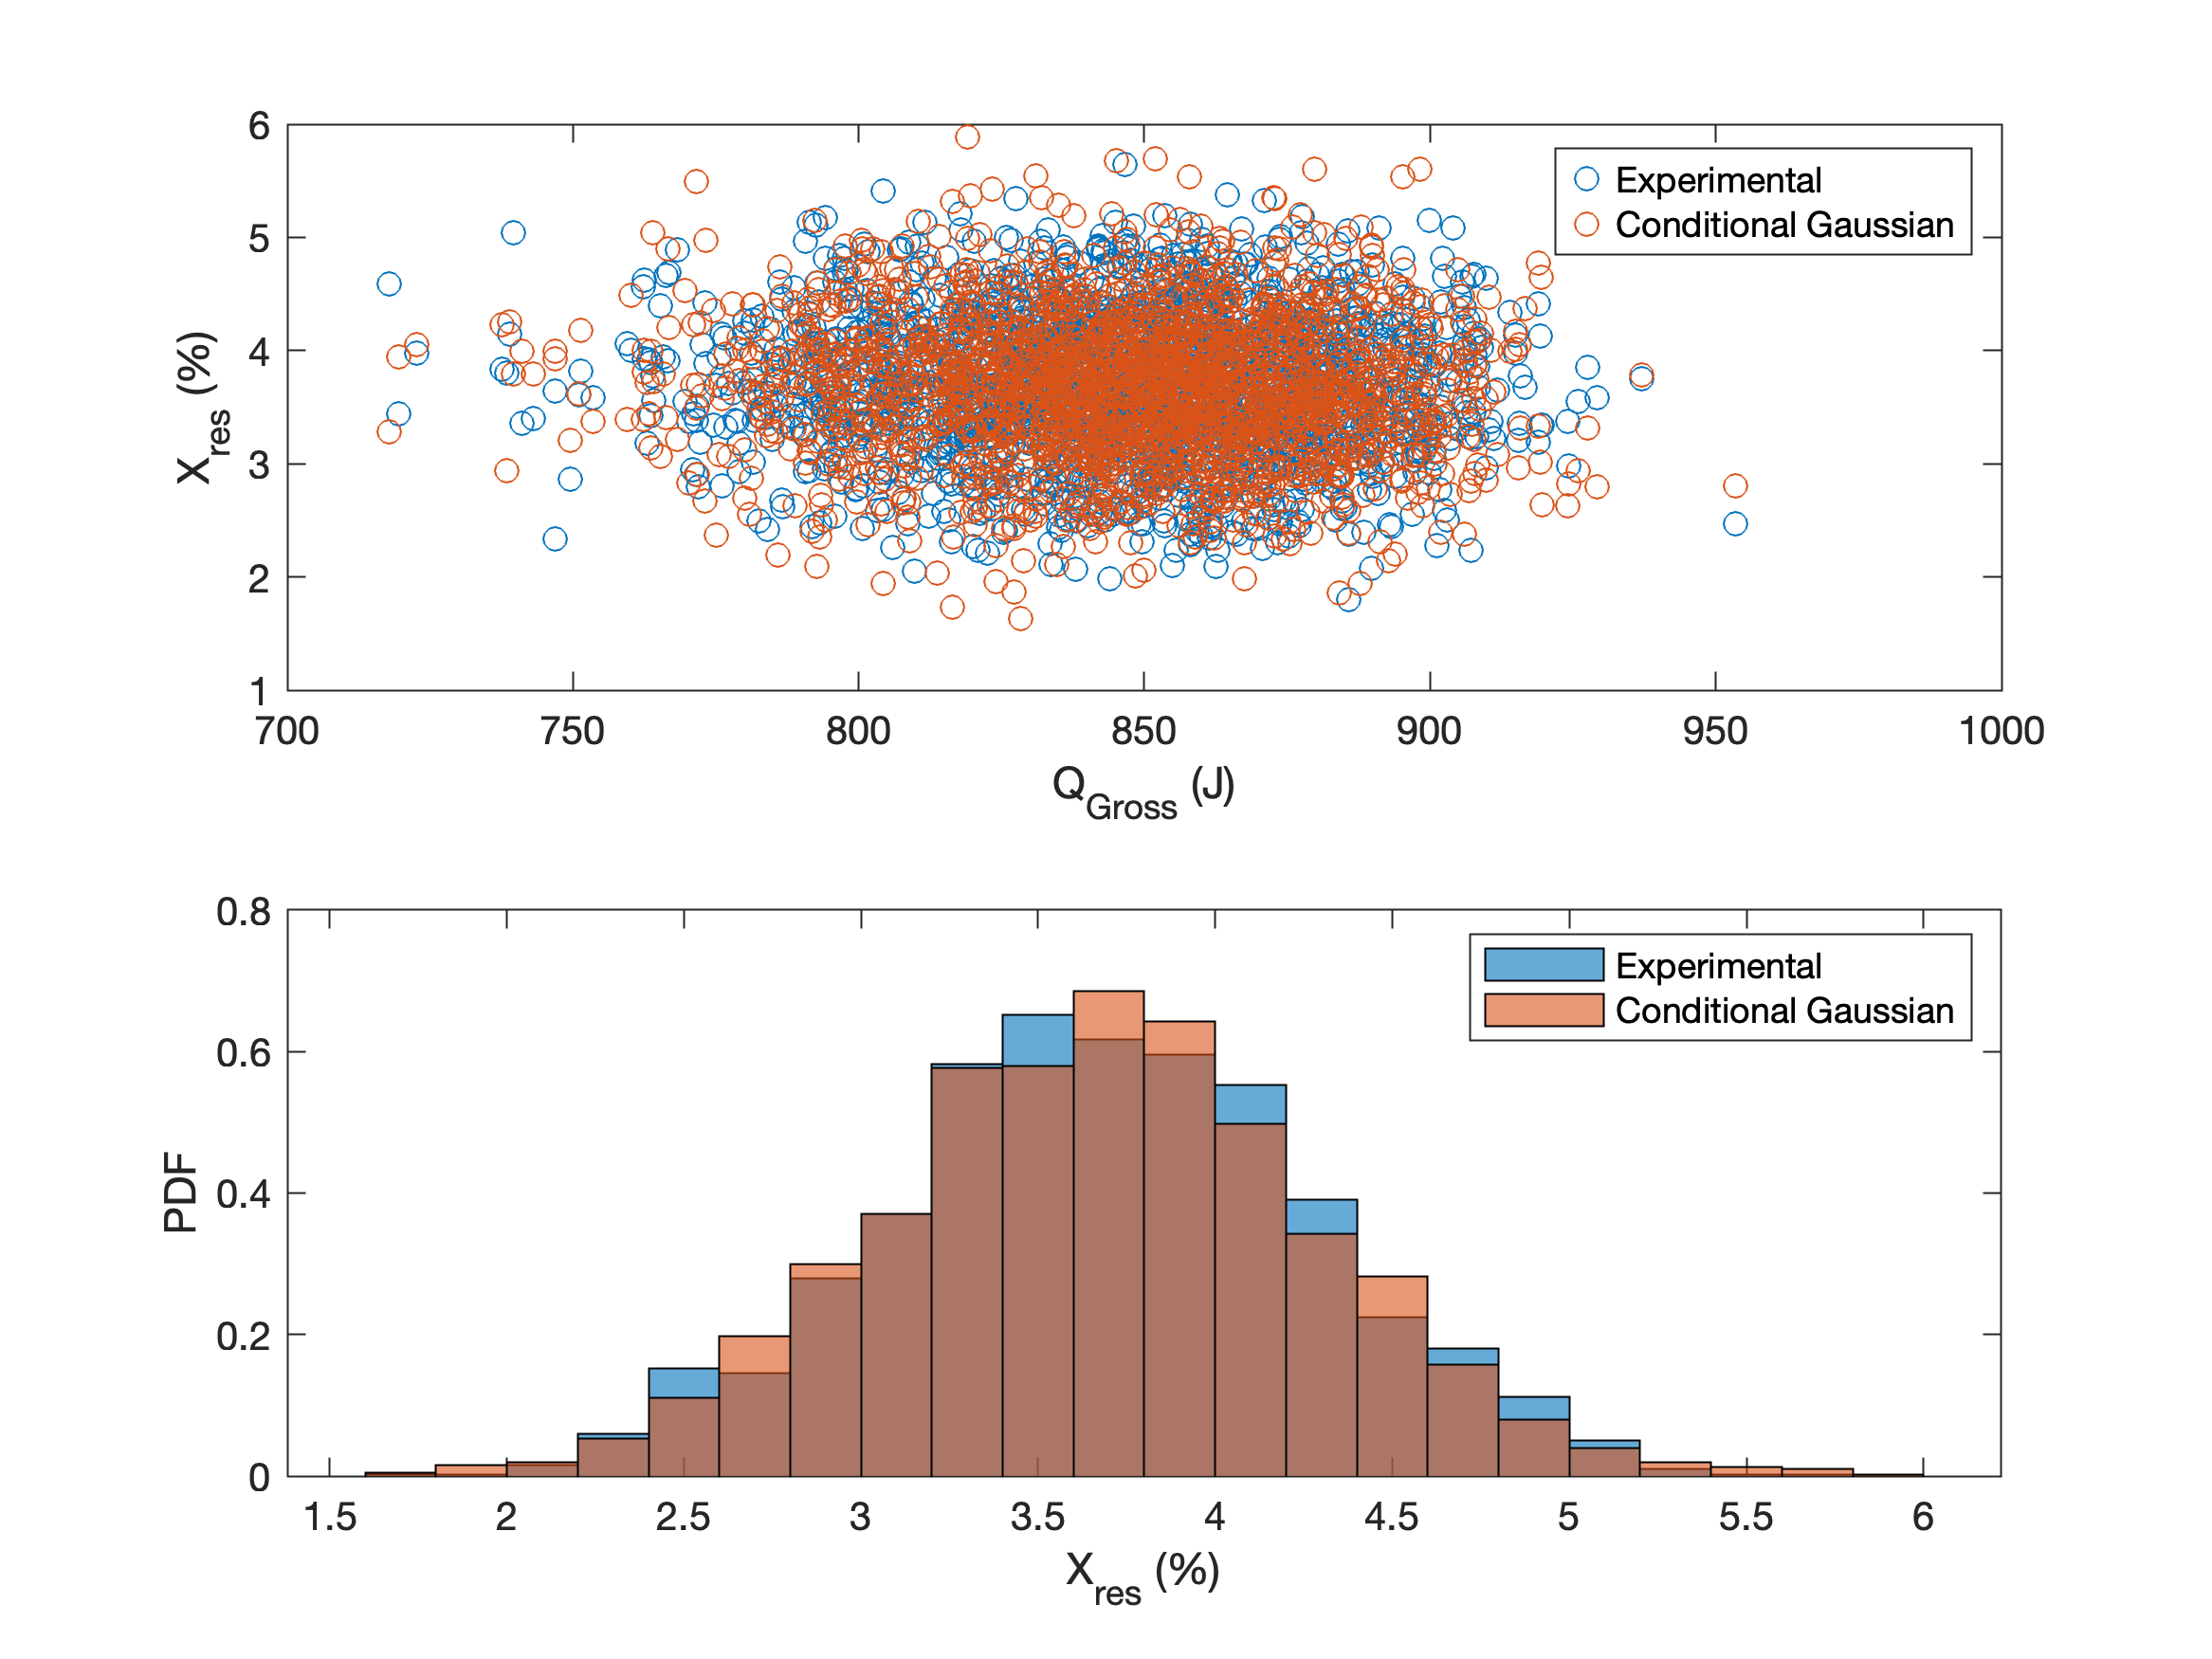 6
5
4
3
2
1
X_res (%)
Experimental
Conditional Gaussian
700 750 800 850 900 950 1000
Q_Gross (J)
0.8
0.6
0.4
0.2
0
PDF
Experimental
Conditional Gaussian
1.5 2 2.5 3 3.5 4 4.5 5 5.5 6
X_res (%)